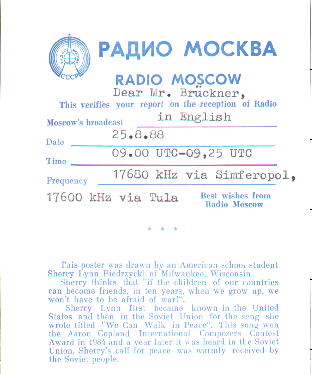 РАДИО МОСКВА
СССР
RADIO MOSCOW
Dear Mr. Brückner,
This verifies your report on the reception of Radio
Moscow's broadcast in English
Date 25.8.88
Time 09.00 UTC-09,25 UTC
Frequency 17680 kHz via Simferopol,
17600 kHz via Tula Best wishes from
Radio Moscow
* * *
This poster was drawn by an American school student
Sherry Lynn Biedrzycki of Milwaukee, Wisconsin.
Sherry thinks that "if the children of our countries
can become friends, in ten years, when we grow up, we
won't have to be afraid of war!".
Sherry Lynn first became known in the United
States and then in the Soviet Union for the song she
wrote titled "We Can Walk in Peace". This song won
the Aaron Copland International Composers Contest
Award in 1984 and a year later it was heard in the Soviet
Union. Sherry's call for peace was warmly received by
the Soviet people.